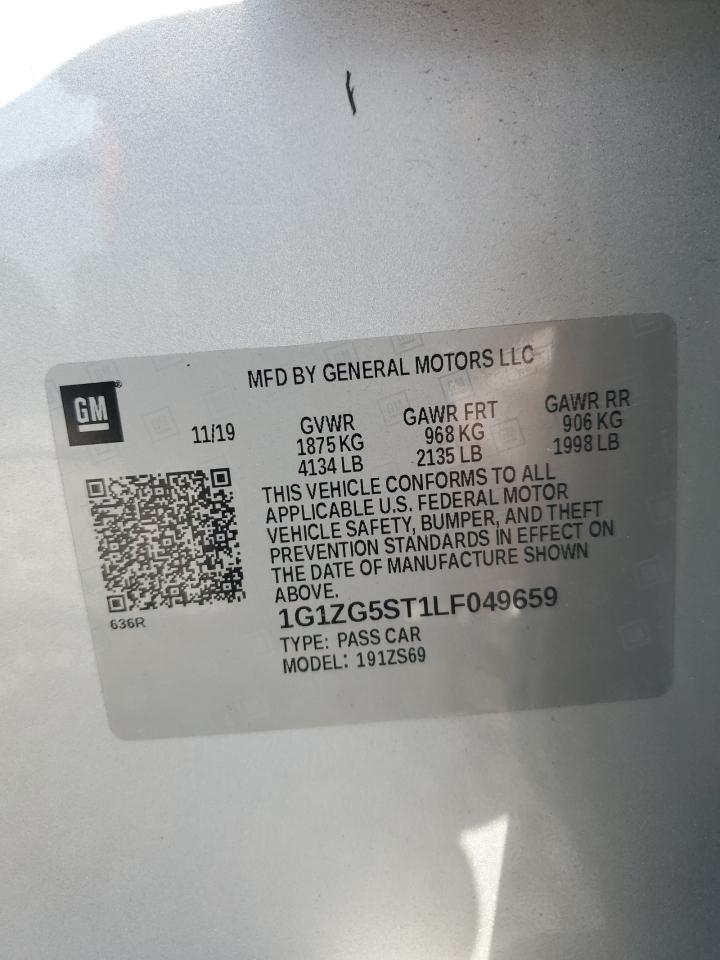 MFD BY GENERAL MOTORS LLC
GM®
11/19
GVWR
1875 KG
4134 LB
GAWR FRT
968 KG
2135 LB
GAWR RR
906 KG
1998 LB
THIS VEHICLE CONFORMS TO ALL
APPLICABLE U.S. FEDERAL MOTOR
VEHICLE SAFETY, BUMPER, AND THEFT
PREVENTION STANDARDS IN EFFECT ON
THE DATE OF MANUFACTURE SHOWN
ABOVE.
636R
1G1ZG5ST1LF049659
TYPE: PASS CAR
MODEL: 191ZS69